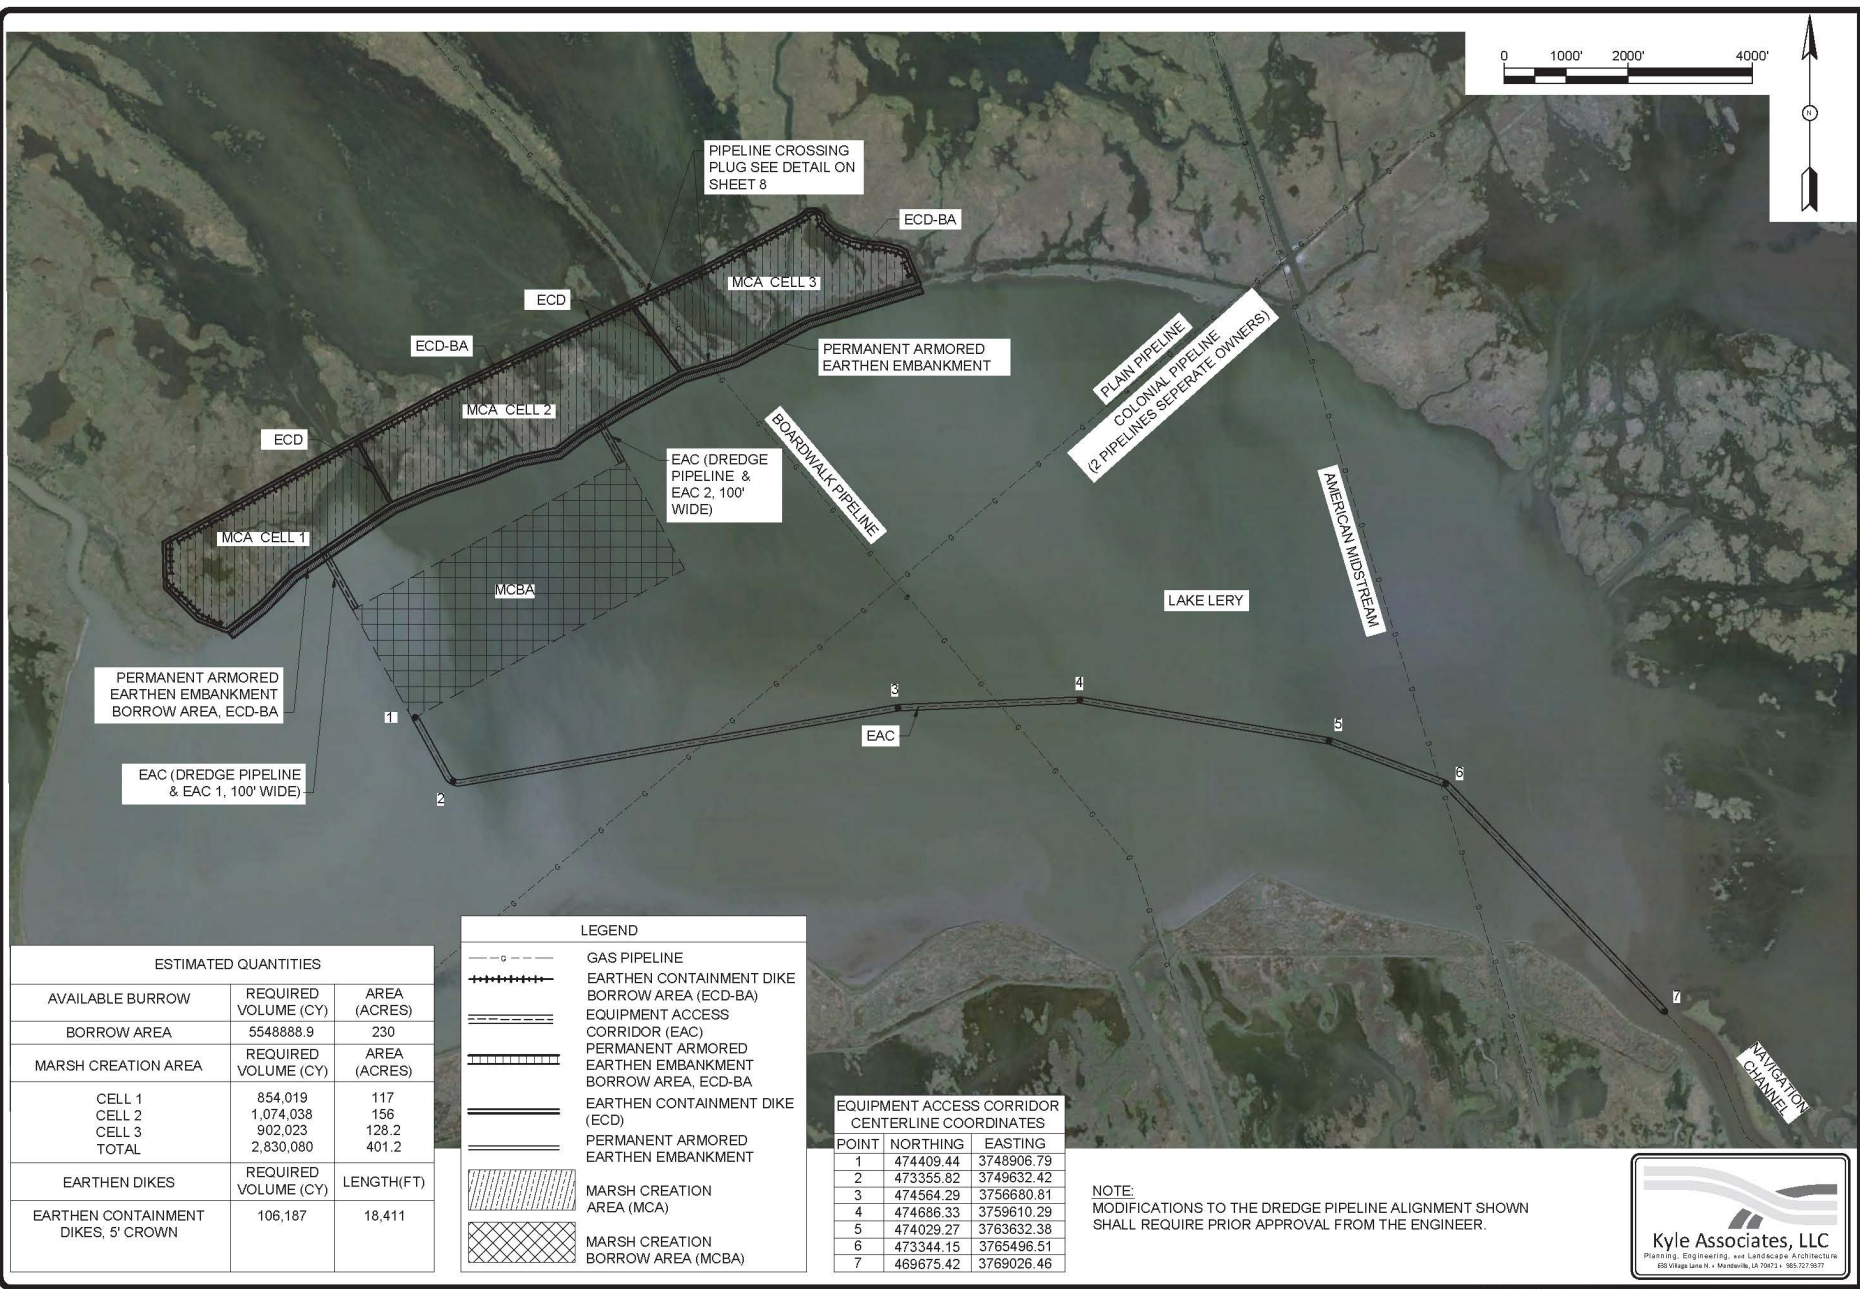 0 1000' 2000' 4000'
N
PIPELINE CROSSING
PLUG SEE DETAIL ON
SHEET 8
ECD-BA
MCA CELL 3
ECD
ECD-BA
PERMANENT ARMORED
EARTHEN EMBANKMENT
PLAIN PIPELINE
COLONIAL PIPELINE
(2 PIPELINES SEPERATE OWNERS)
MCA CELL 2
ECD
BOARDWALK PIPELINE
EAC (DREDGE
PIPELINE &
EAC 2, 100'
WIDE)
AMERICAN MIDSTREAM
MCA CELL 1
MCBA
LAKE LERY
PERMANENT ARMORED
EARTHEN EMBANKMENT
BORROW AREA, ECD-BA
EAC (DREDGE PIPELINE
& EAC 1, 100' WIDE)
1
2
3
4
5
6
7
EAC
NAVIGATION
CHANNEL
ESTIMATED QUANTITIES
AVAILABLE BURROW REQUIRED VOLUME (CY) AREA (ACRES)
BORROW AREA 5548888.9 230
MARSH CREATION AREA REQUIRED VOLUME (CY) AREA (ACRES)
CELL 1 854,019 117
CELL 2 1,074,038 156
CELL 3 902,023 128.2
TOTAL 2,830,080 401.2
EARTHEN DIKES REQUIRED VOLUME (CY) LENGTH(FT)
EARTHEN CONTAINMENT 106,187 18,411
DIKES, 5' CROWN
LEGEND
G GAS PIPELINE
EARTHEN CONTAINMENT DIKE
BORROW AREA (ECD-BA)
EQUIPMENT ACCESS
CORRIDOR (EAC)
PERMANENT ARMORED
EARTHEN EMBANKMENT
BORROW AREA, ECD-BA
EARTHEN CONTAINMENT DIKE
(ECD)
PERMANENT ARMORED
EARTHEN EMBANKMENT
MARSH CREATION
AREA (MCA)
MARSH CREATION
BORROW AREA (MCBA)
EQUIPMENT ACCESS CORRIDOR
CENTERLINE COORDINATES
POINT NORTHING EASTING
1 474409.44 3748906.79
2 473355.82 3749632.42
3 474564.29 3756680.81
4 474686.33 3759610.29
5 474029.27 3763632.38
6 473344.15 3765496.51
7 469675.42 3769026.46
NOTE:
MODIFICATIONS TO THE DREDGE PIPELINE ALIGNMENT SHOWN
SHALL REQUIRE PRIOR APPROVAL FROM THE ENGINEER.
Kyle Associates, LLC
Planning, Engineering, and Landscape Architecture
638 Village Lane N. • Mandeville, LA 70471 • 985.727.9377